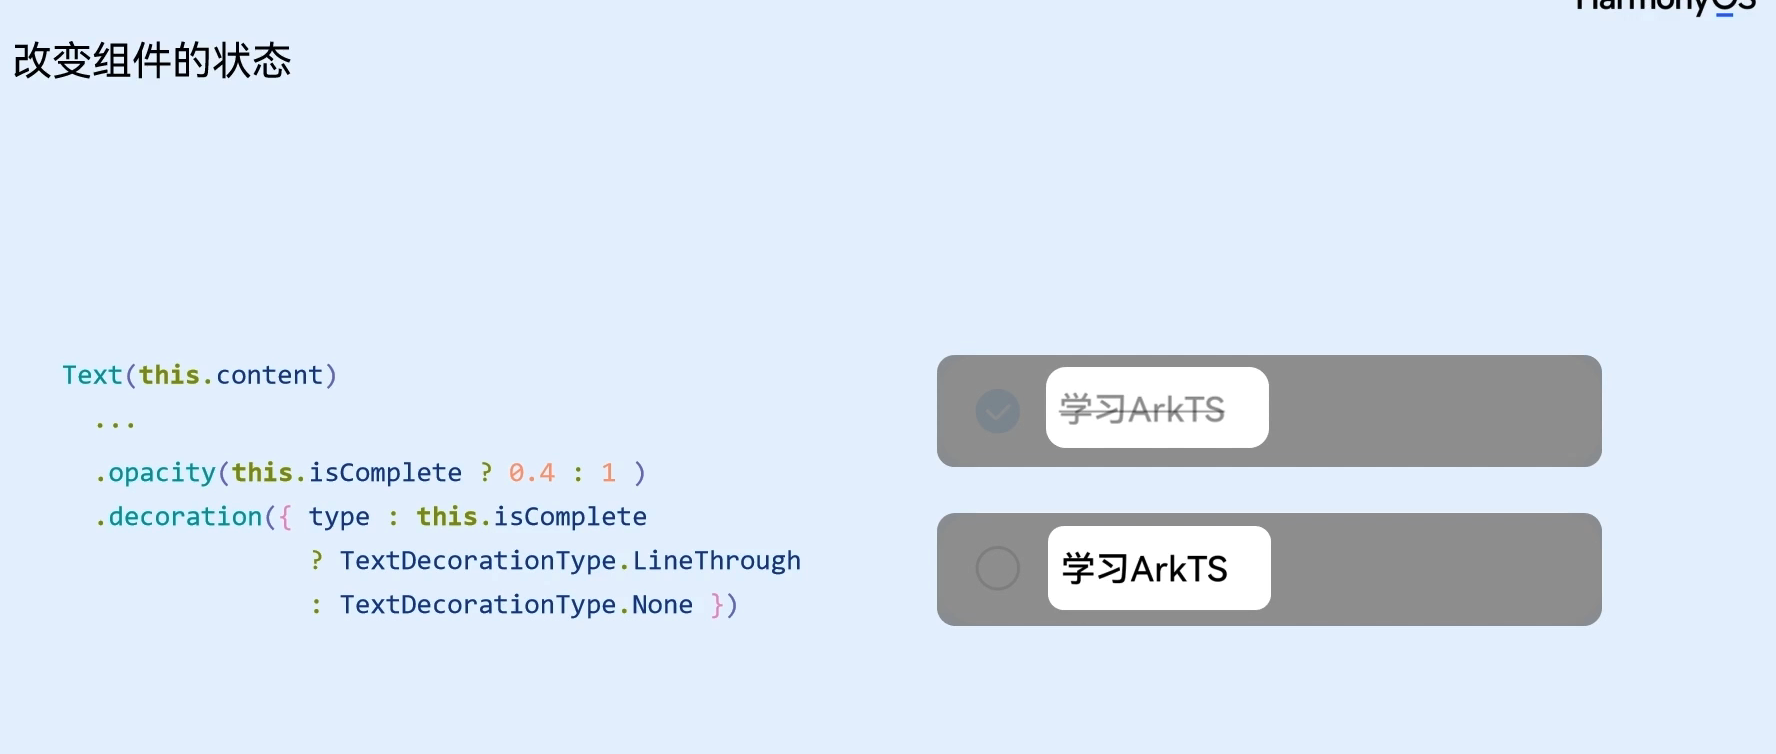 HarmonyOS
改变组件的状态
Text(this.content)
...
.opacity(this.isComplete ? 0.4 : 1 )
.decoration({ type : this.isComplete
? TextDecorationType.LineThrough
: TextDecorationType.None })
学习ArkTS
学习ArkTS